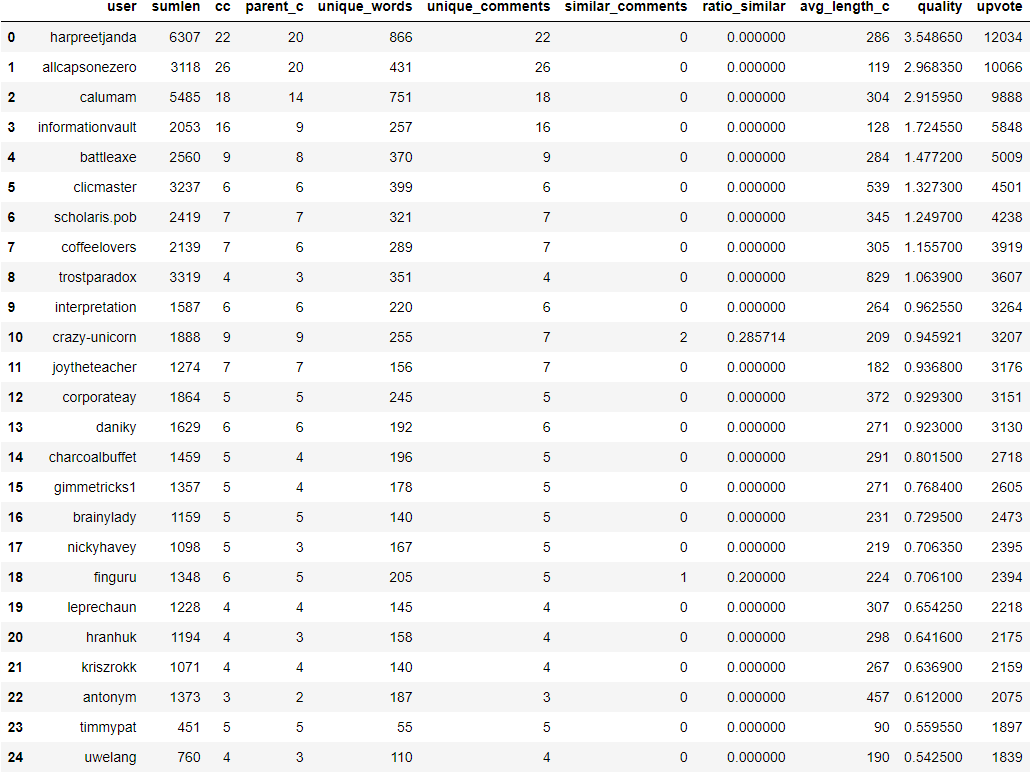 user sumlen cc parent_c unique_words unique_comments similar_comments ratio_similar avg_length_c quality upvote
0 harpreetjanda 6307 22 20 866 22 0 0.000000 286 3.548650 12034
1 allcapsonezero 3118 26 20 431 26 0 0.000000 119 2.968350 10066
2 calumam 5485 18 14 751 18 0 0.000000 304 2.915950 9888
3 informationvault 2053 16 9 257 16 0 0.000000 128 1.724550 5848
4 battleaxe 2560 9 8 370 9 0 0.000000 284 1.477200 5009
5 clicmaster 3237 6 6 399 6 0 0.000000 539 1.327300 4501
6 scholaris.pob 2419 7 7 321 7 0 0.000000 345 1.249700 4238
7 coffeelovers 2139 7 6 289 7 0 0.000000 305 1.155700 3919
8 trostparadox 3319 4 3 351 4 0 0.000000 829 1.063900 3607
9 interpretation 1587 6 6 220 6 0 0.000000 264 0.962550 3264
10 crazy-unicorn 1888 9 9 255 7 2 0.285714 209 0.945921 3207
11 joytheteacher 1274 7 7 156 7 0 0.000000 182 0.936800 3176
12 corporateay 1864 5 5 245 5 0 0.000000 372 0.929300 3151
13 daniky 1629 6 6 192 6 0 0.000000 271 0.923000 3130
14 charcoalbuffet 1459 5 4 196 5 0 0.000000 291 0.801500 2718
15 gimmetricks1 1357 5 4 178 5 0 0.000000 271 0.768400 2605
16 brainylady 1159 5 5 140 5 0 0.000000 231 0.729500 2473
17 nickyhavey 1098 5 3 167 5 0 0.000000 219 0.706350 2395
18 finguru 1348 6 5 205 5 1 0.200000 224 0.706100 2394
19 leprechaun 1228 4 4 145 4 0 0.000000 307 0.654250 2218
20 hranhuk 1194 4 3 158 4 0 0.000000 298 0.641600 2175
21 kriszrokk 1071 4 4 140 4 0 0.000000 267 0.636900 2159
22 antonym 1373 3 2 187 3 0 0.000000 457 0.612000 2075
23 timmypat 451 5 5 55 5 0 0.000000 90 0.559550 1897
24 uwelang 760 4 3 110 4 0 0.000000 190 0.542500 1839